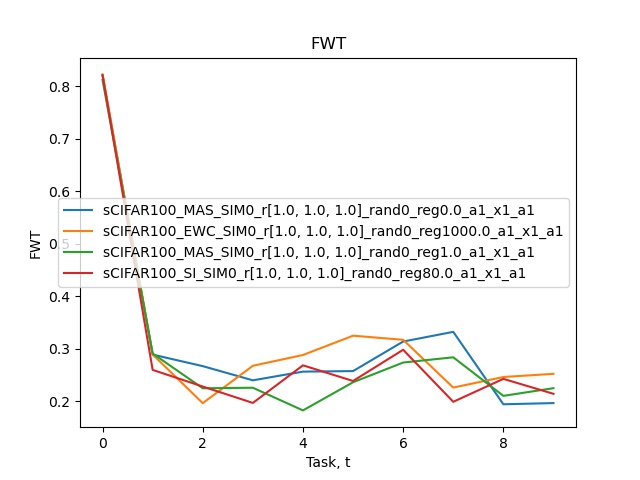 FWT
FWT
0.8
0.7
0.6
0.5
0.4
0.3
0.2
sCIFAR100_MAS_SIM0_r[1.0, 1.0, 1.0]_rand0_reg0.0_a1_x1_a1
sCIFAR100_EWC_SIM0_r[1.0, 1.0, 1.0]_rand0_reg1000.0_a1_x1_a1
sCIFAR100_MAS_SIM0_r[1.0, 1.0, 1.0]_rand0_reg1.0_a1_x1_a1
sCIFAR100_SI_SIM0_r[1.0, 1.0, 1.0]_rand0_reg80.0_a1_x1_a1
0 2 4 6 8
Task, t